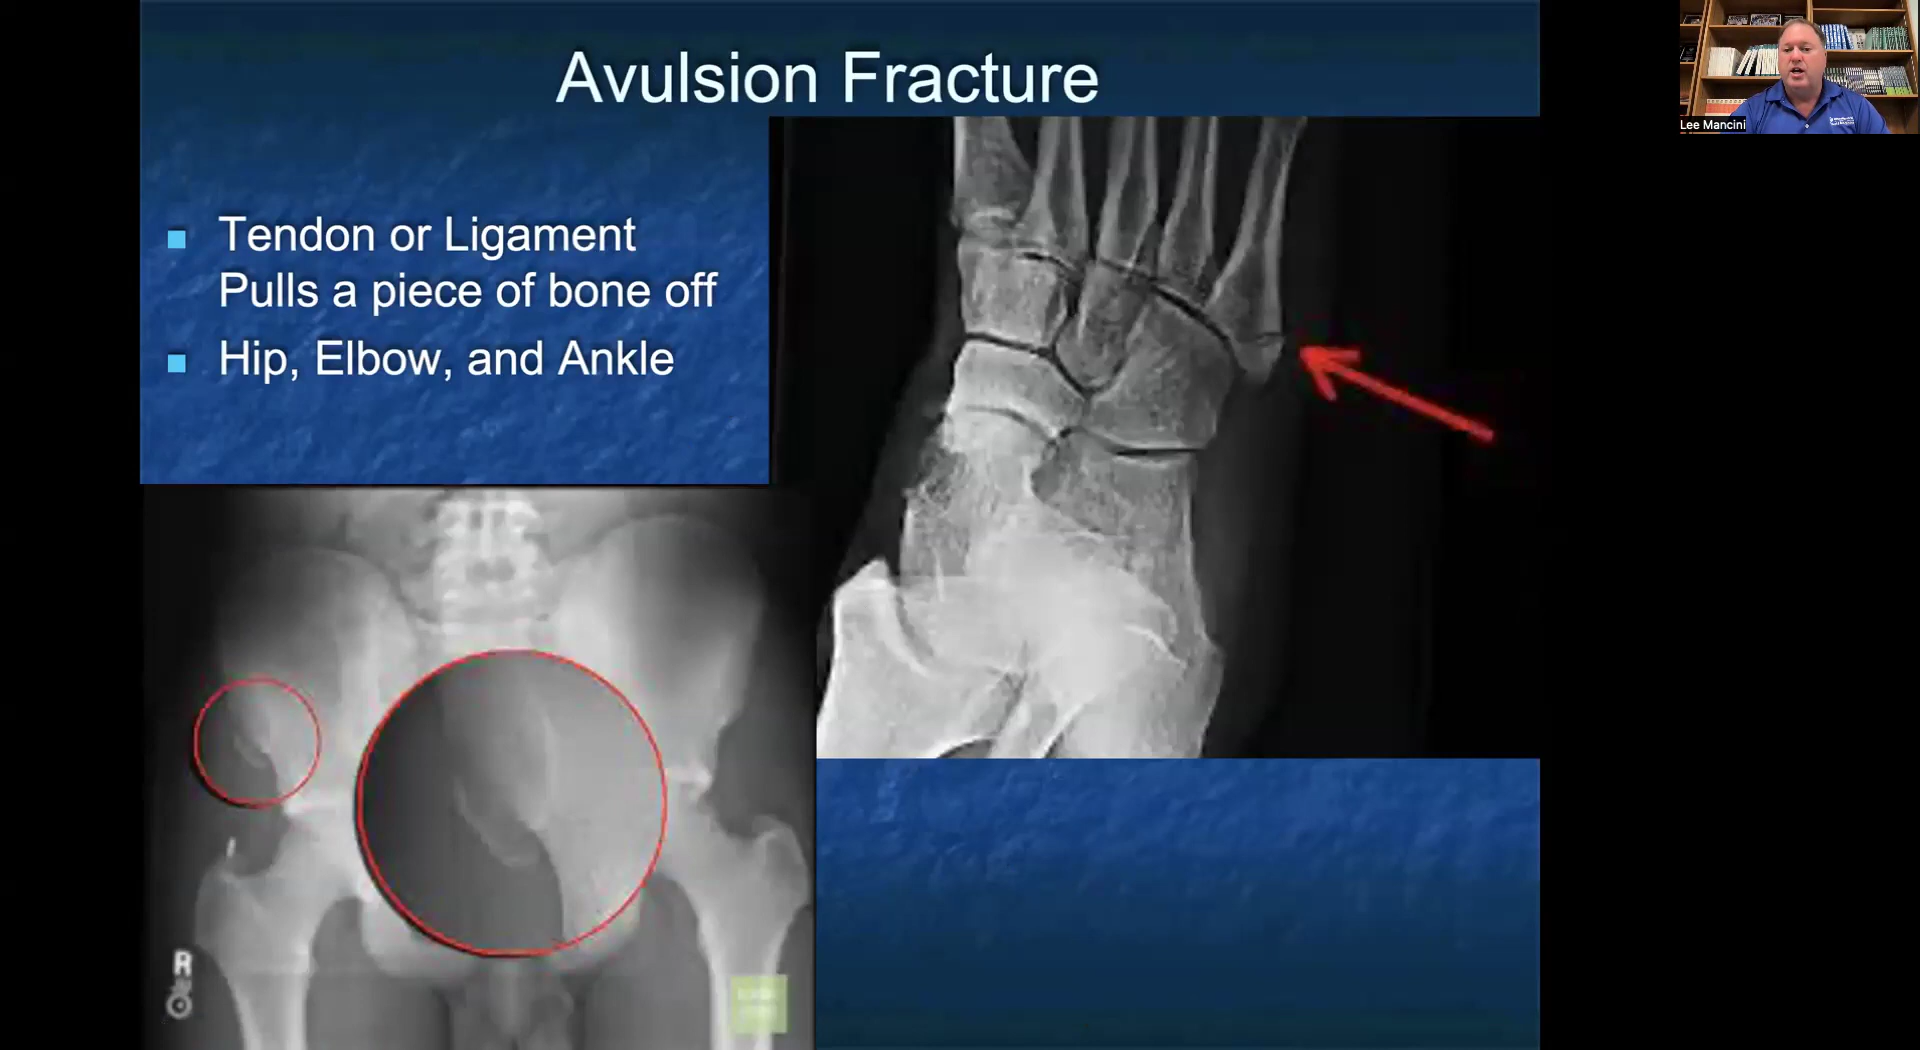 Avulsion Fracture
Tendon or Ligament
Pulls a piece of bone off
Hip, Elbow, and Ankle
R
Lee Mancini